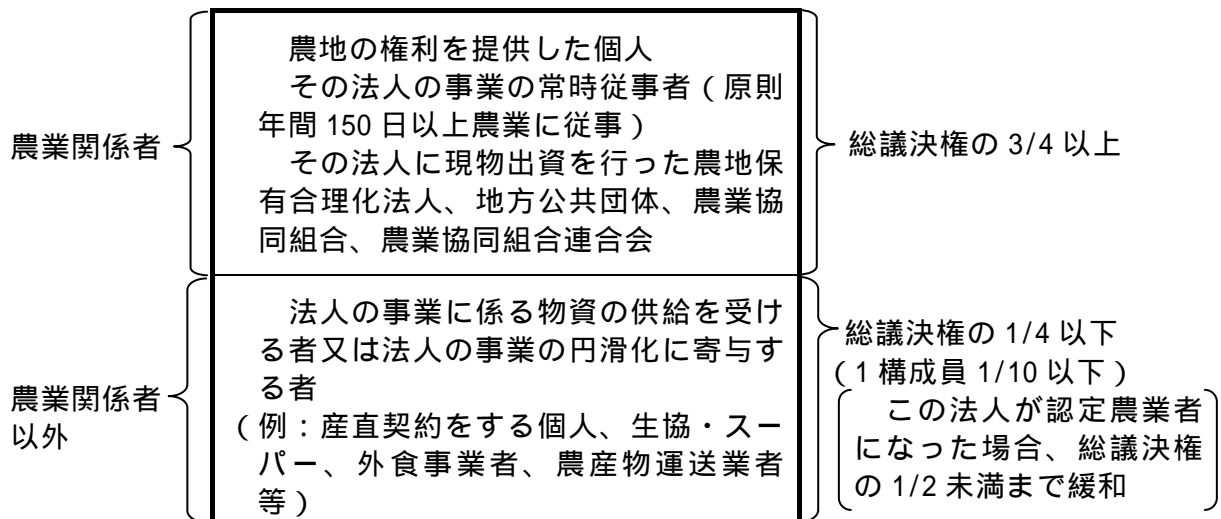 農業関係者
農地の権利を提供した個人
その法人の事業の常時従事者（原則
年間 150 日以上農業に従事）
その法人に現物出資を行った農地保
有合理化法人、地方公共団体、農業協
同組合、農業協同組合連合会
総議決権の 3/4 以上
農業関係者
以外
法人の事業に係る物資の供給を受け
る者又は法人の事業の円滑化に寄与す
る者
（例：産直契約をする個人、生協・スー
パー、外食事業者、農産物運送業者
等）
総議決権の 1/4 以下
（1 構成員 1/10 以下）
この法人が認定農業者
になった場合、総議決権
の 1/2 未満まで緩和